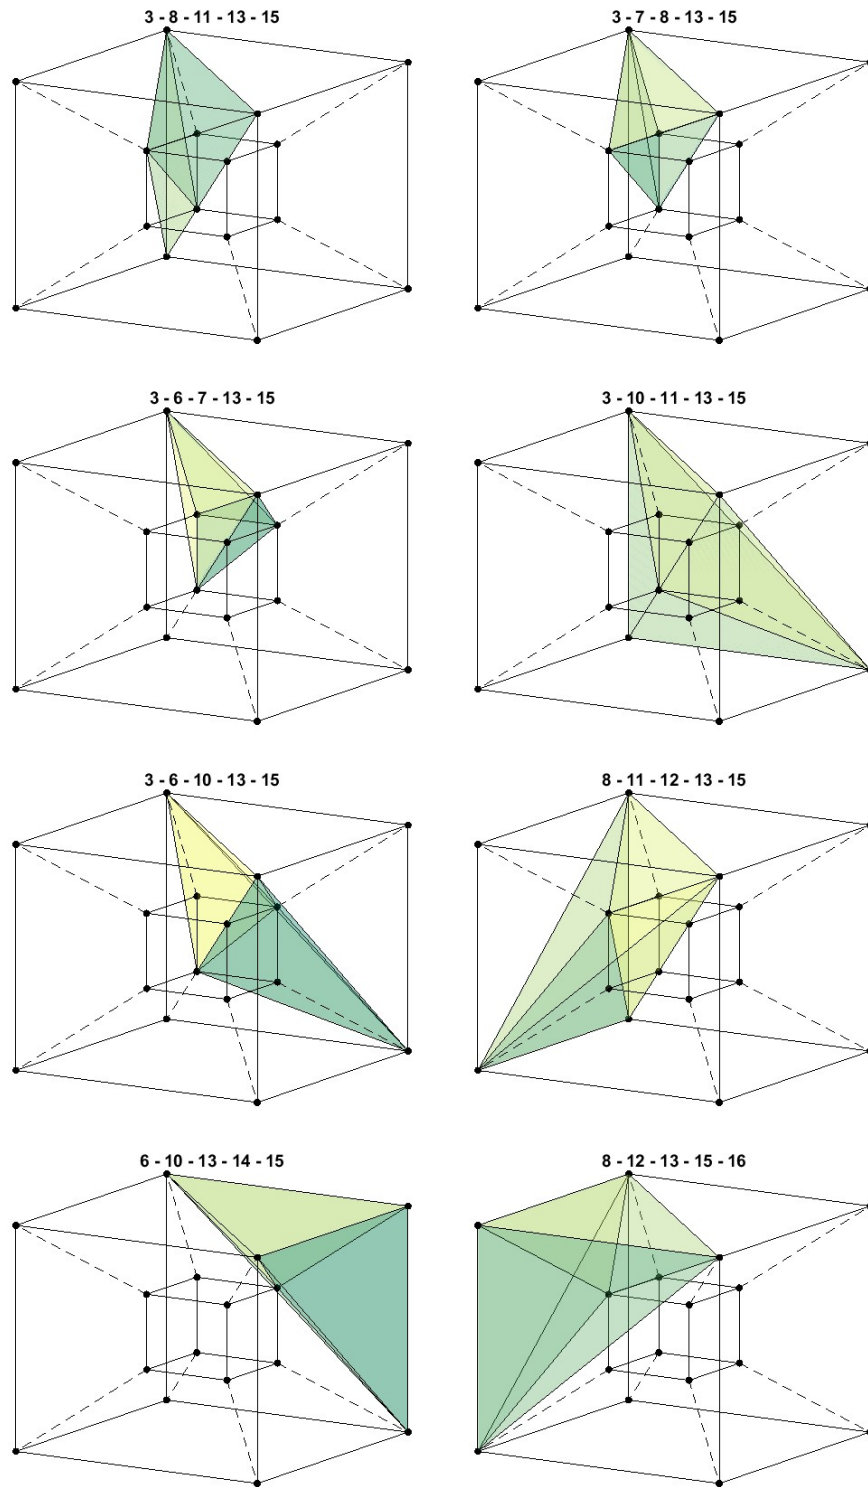 3 - 8 - 11 - 13 - 15
3 - 7 - 8 - 13 - 15
3 - 6 - 7 - 13 - 15
3 - 10 - 11 - 13 - 15
3 - 6 - 10 - 13 - 15
8 - 11 - 12 - 13 - 15
6 - 10 - 13 - 14 - 15
8 - 12 - 13 - 15 - 16